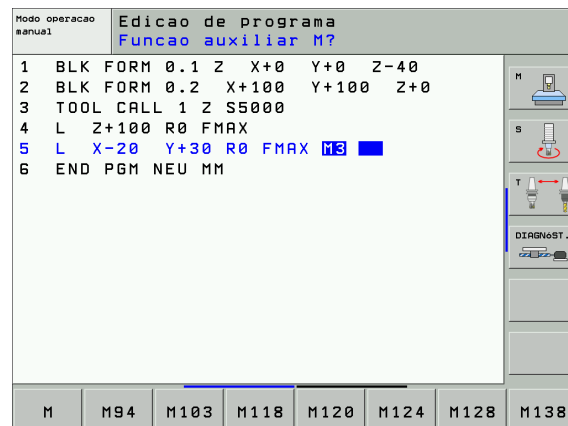 Modo operacao
manual
Edicao de programa
Funcao auxiliar M?
1 BLK FORM 0.1 Z X+0 Y+0 Z-40
2 BLK FORM 0.2 X+100 Y+100 Z+0
3 TOOL CALL 1 Z S5000
4 L Z+100 R0 FMAX
5 L X-20 Y+30 R0 FMAX M3
6 END PGM NEU MM
M
S
T
DIAGNÓST.
M M94 M103 M118 M120 M124 M128 M138